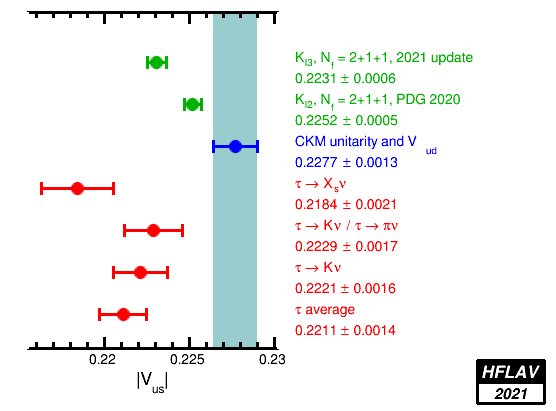 K_l3, N_f = 2+1+1, 2021 update
0.2231 ± 0.0006
K_l2, N_f = 2+1+1, PDG 2020
0.2252 ± 0.0005
CKM unitarity and V_ud
0.2277 ± 0.0013
τ → X_sν
0.2184 ± 0.0021
τ → Kν / τ → πν
0.2229 ± 0.0017
τ → Kν
0.2221 ± 0.0016
τ average
0.2211 ± 0.0014
0.22 0.225 0.23
|V_us|
HFLAV
2021